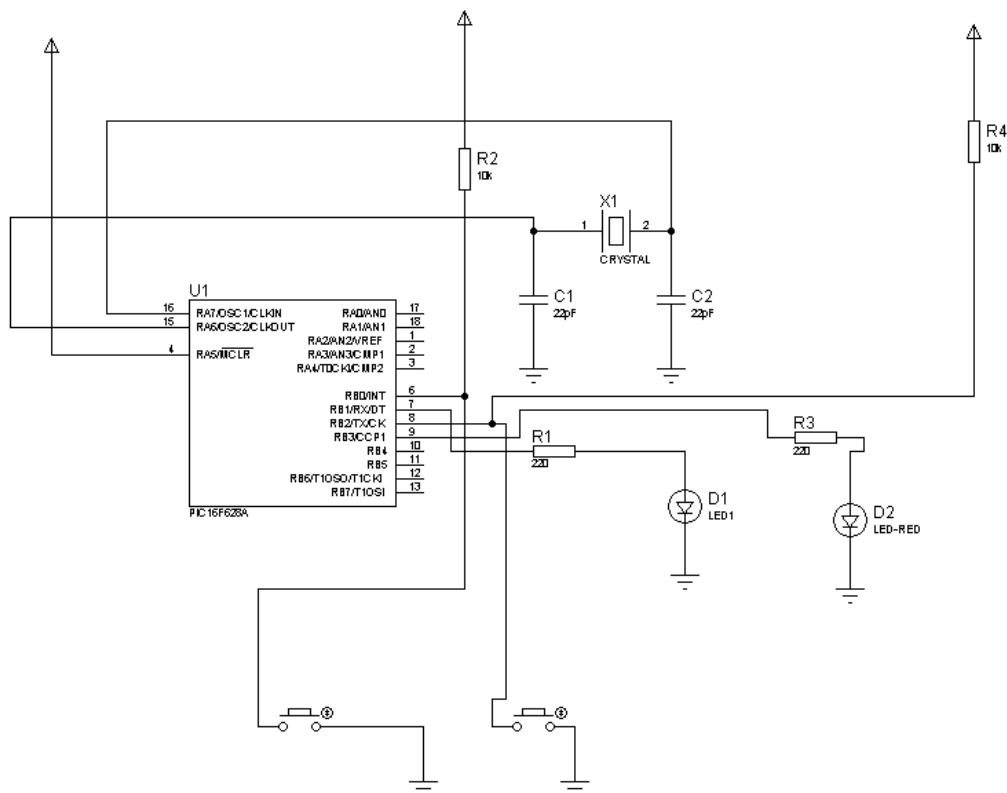 R4
10k
R2
10k
X1
1
2
CRYSTAL
U1
C1
22pF
C2
22pF
16
RA7/OSC1/CLKIN
RA0/AN0
17
15
RA6/OSC2/CLKOUT
RA1/AN1
18
RA2/AN2/VREF
1
4
RA5/MCLR
RA3/AN3/CMP1
2
RA4/T0CKI/CMP2
3
RB0/INT
6
RB1/RX/DT
7
RB2/TX/CK
8
RB3/CCP1
9
RB4
10
RB5
11
RB6/T1OSO/T1CKI
12
RB7/T1OSI
13
PIC16F628A
R1
220
R3
220
D1
LED1
D2
LED-RED